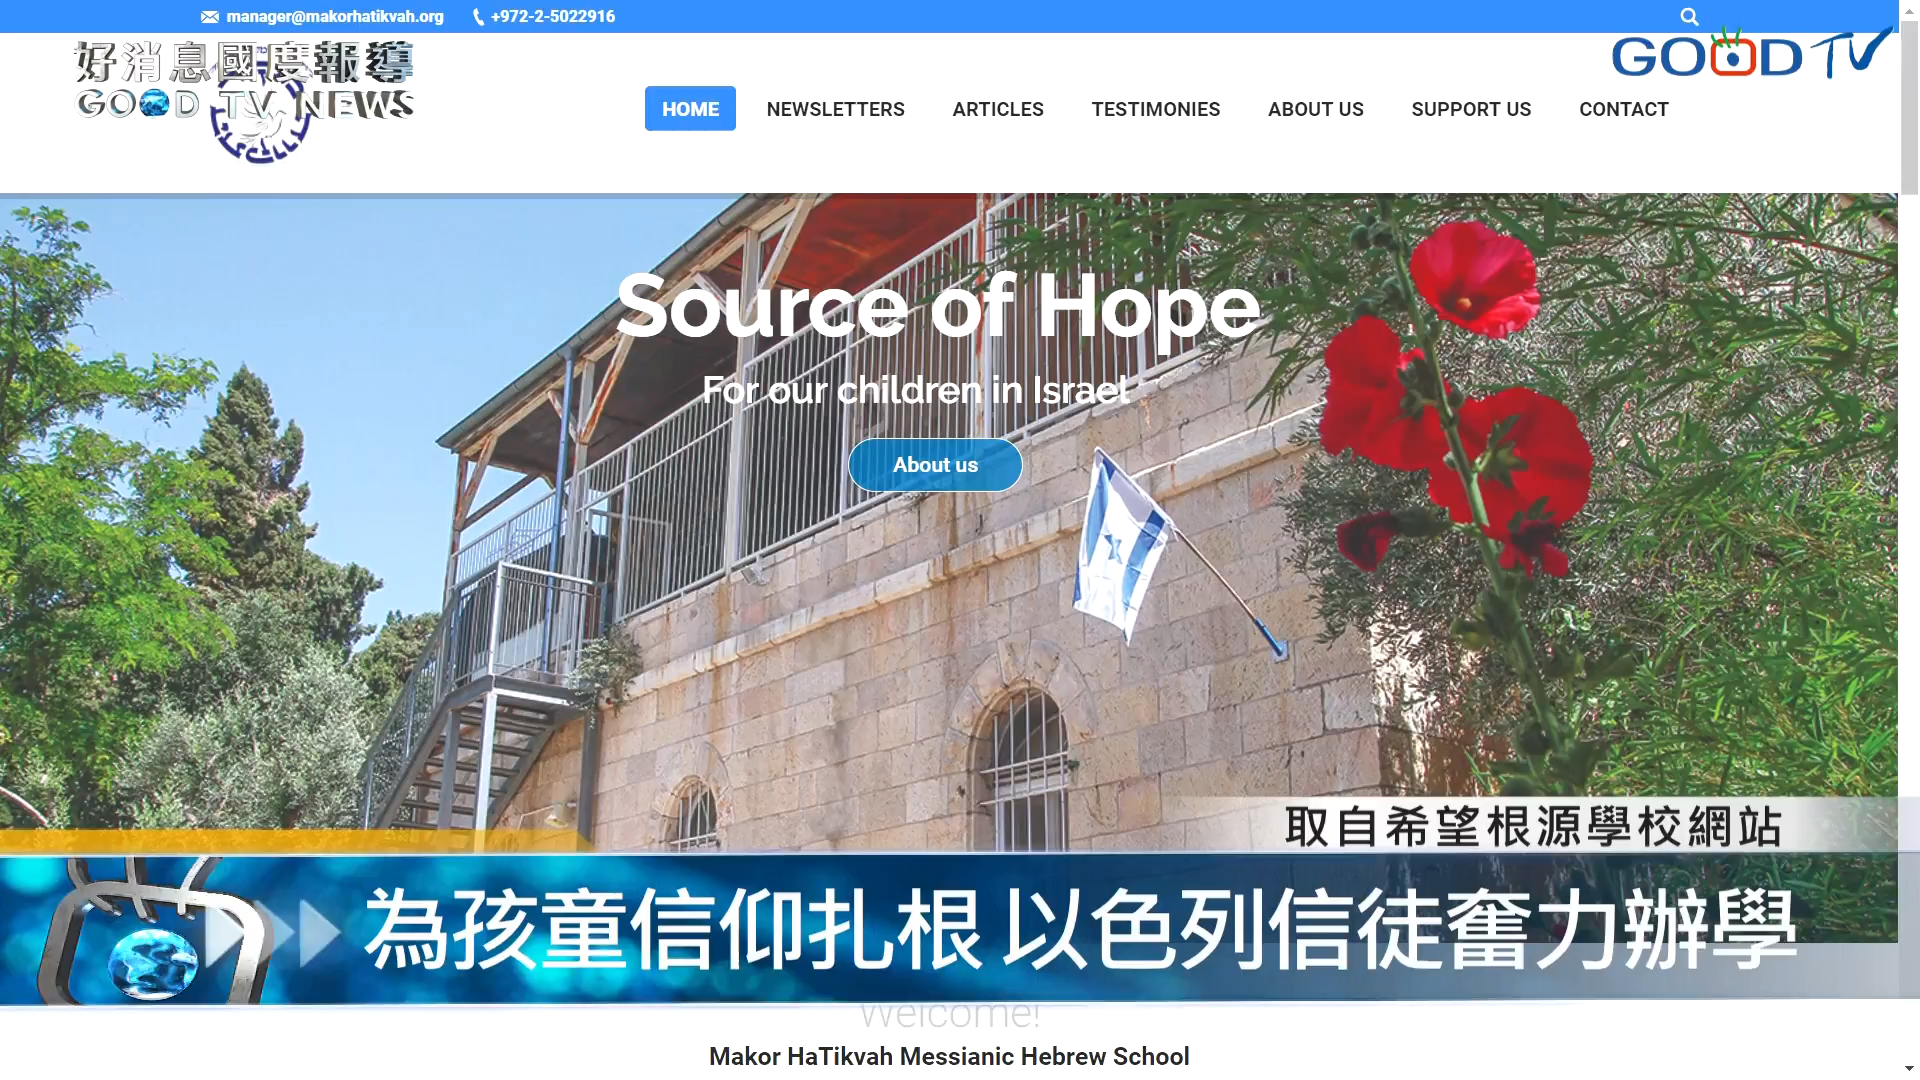 manager@makorhatikvah.org +972-2-5022916
好消息國度報導
GOOD TV NEWS
GOOD TV
HOME NEWSLETTERS ARTICLES TESTIMONIES ABOUT US SUPPORT US CONTACT
Source of Hope
For our children in Israel
About us
取自希望根源學校網站
為孩童信仰扎根 以色列信徒奮力辦學
Welcome!
Makor HaTikvah Messianic Hebrew School